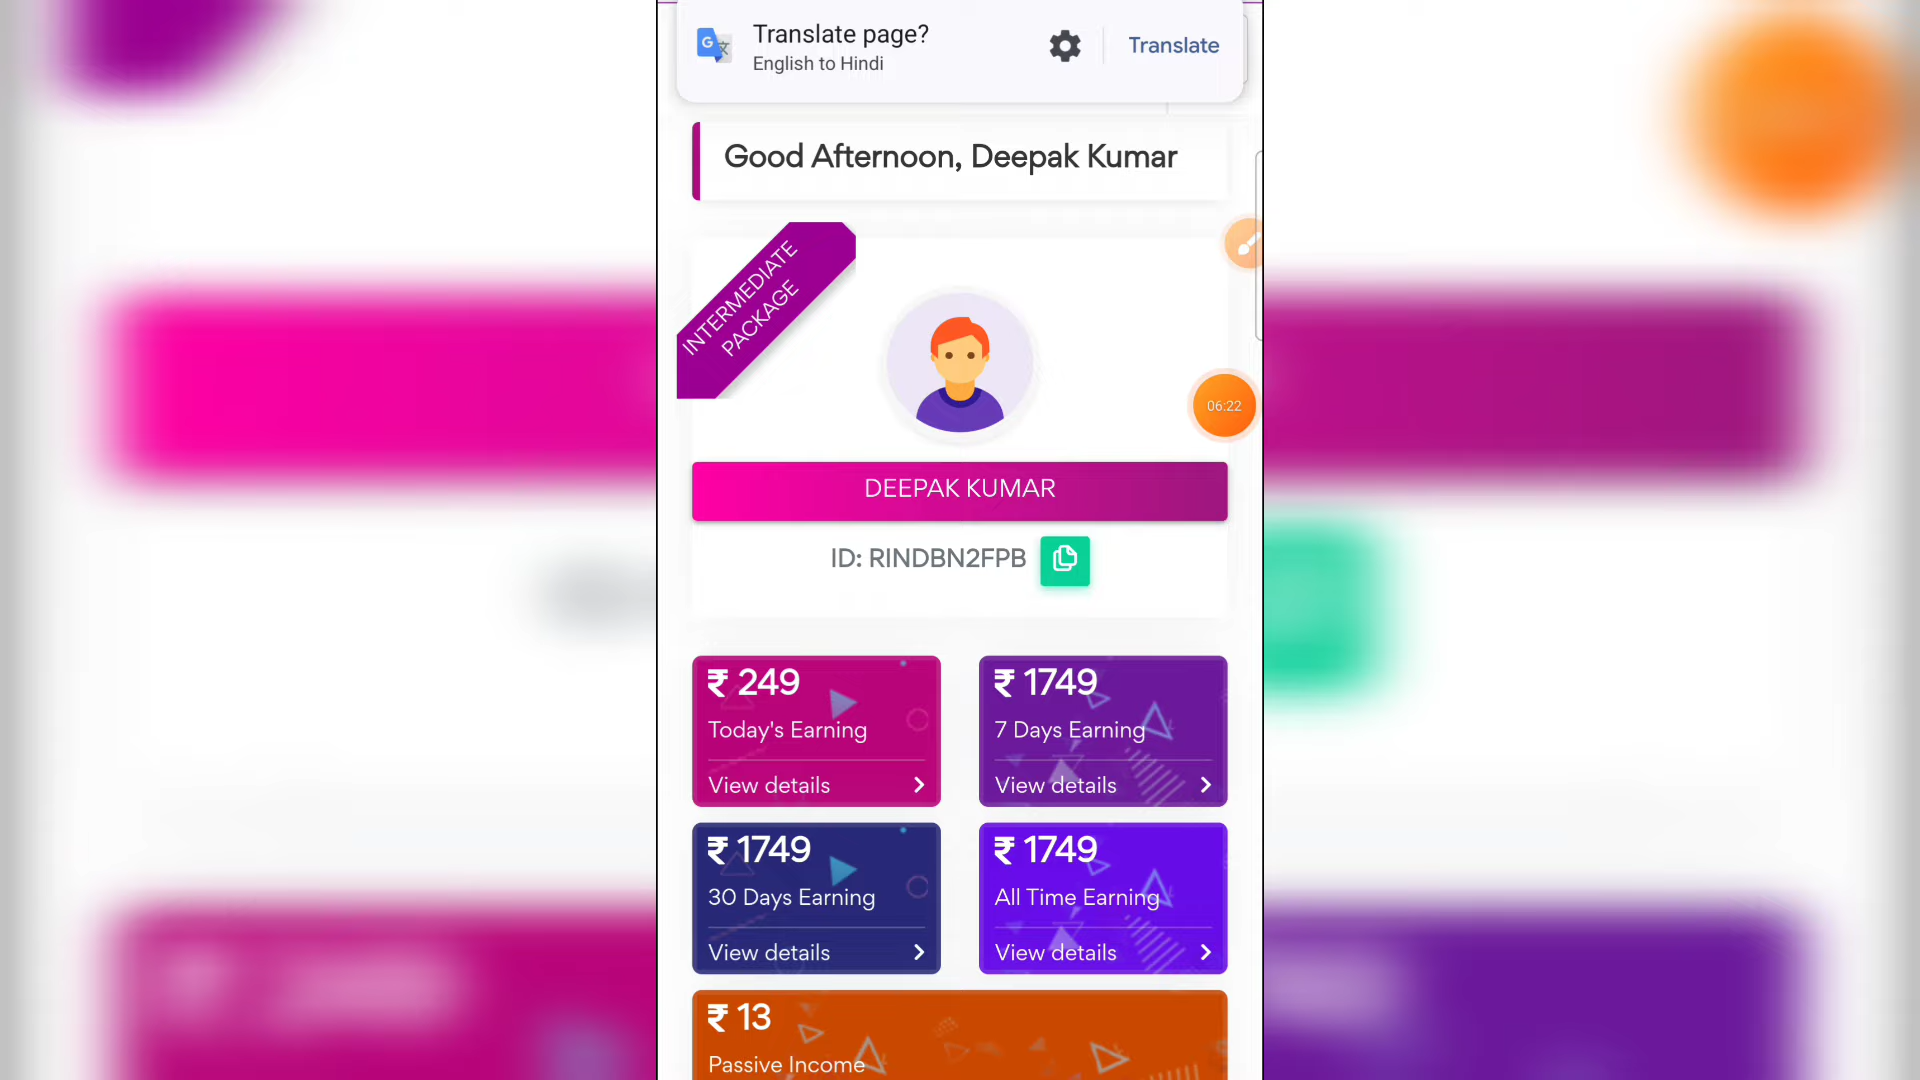 Translate page?
English to Hindi
Translate
Good Afternoon, Deepak Kumar
INTERMEDIATE
PACKAGE
06:22
DEEPAK KUMAR
ID: RINDBN2FPB
₹ 249
Today's Earning
View details
₹ 1749
7 Days Earning
View details
₹ 1749
30 Days Earning
View details
₹ 1749
All Time Earning
View details
₹ 13
Passive Income